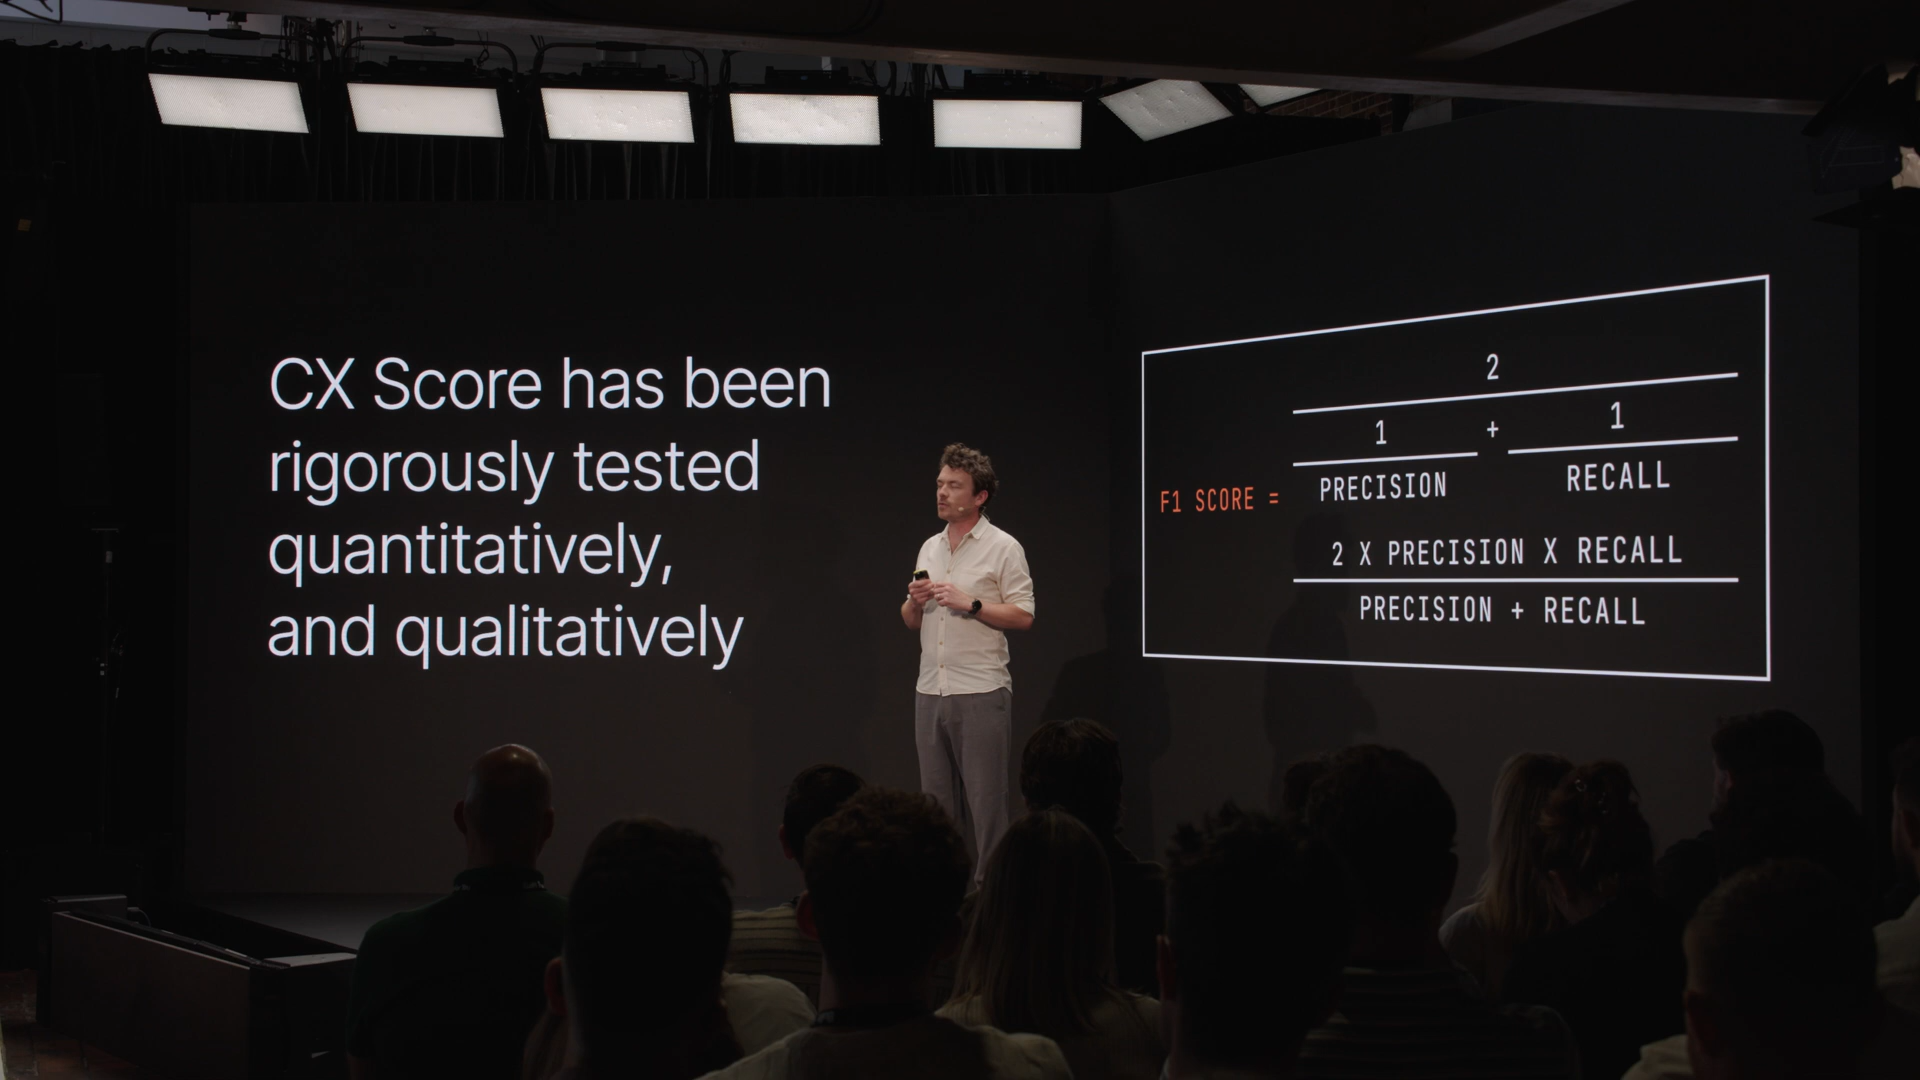 CX Score has been
rigorously tested
quantitatively,
and qualitatively
2
1 + 1
PRECISION RECALL
F1 SCORE =
2 X PRECISION X RECALL
PRECISION + RECALL